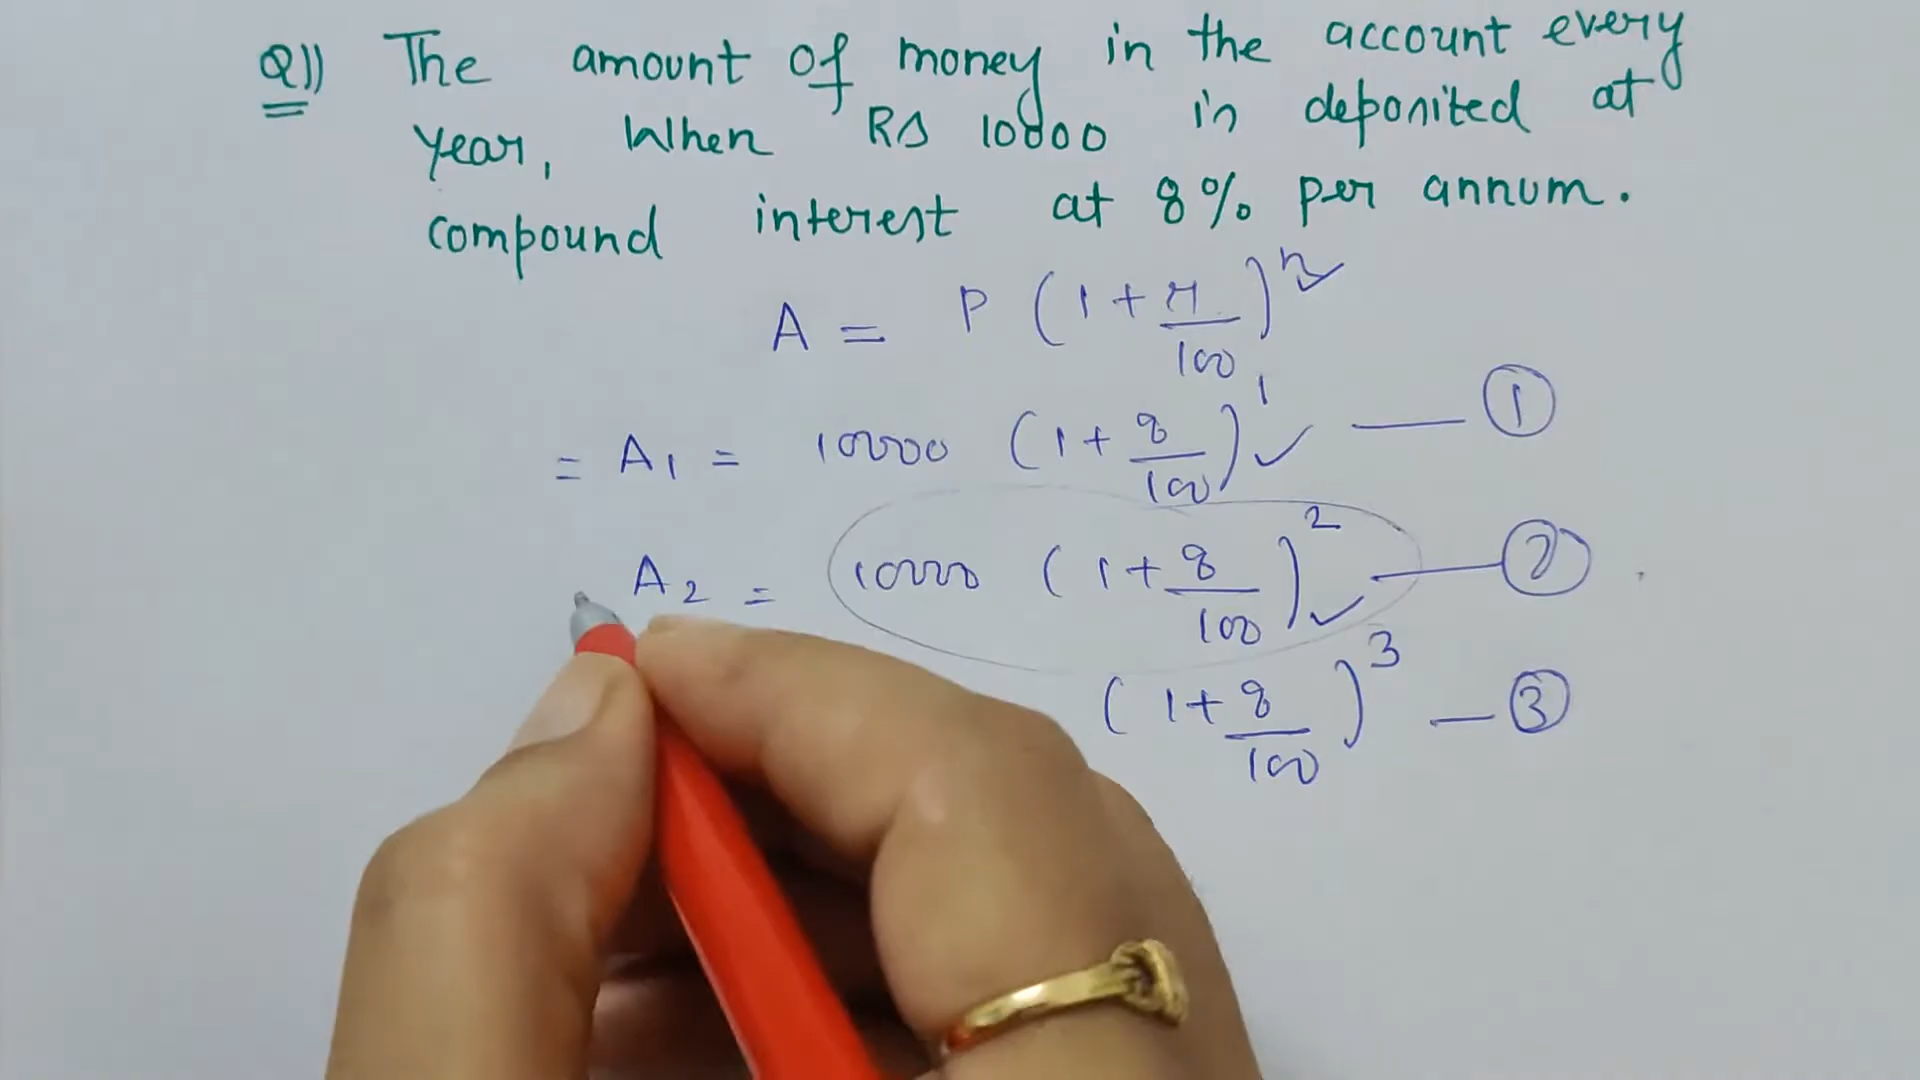 Q11) The amount of money in the account every
year, When Rs 10000 is deposited at
compound interest at 8% per annum.
A = P (1 + r/100)^n
= A1 = 10000 (1 + 8/100)^1 ✓ — ①
A2 = 10000 (1 + 8/100)^2 ✓ — ②
(1 + 8/100)^3 — ③